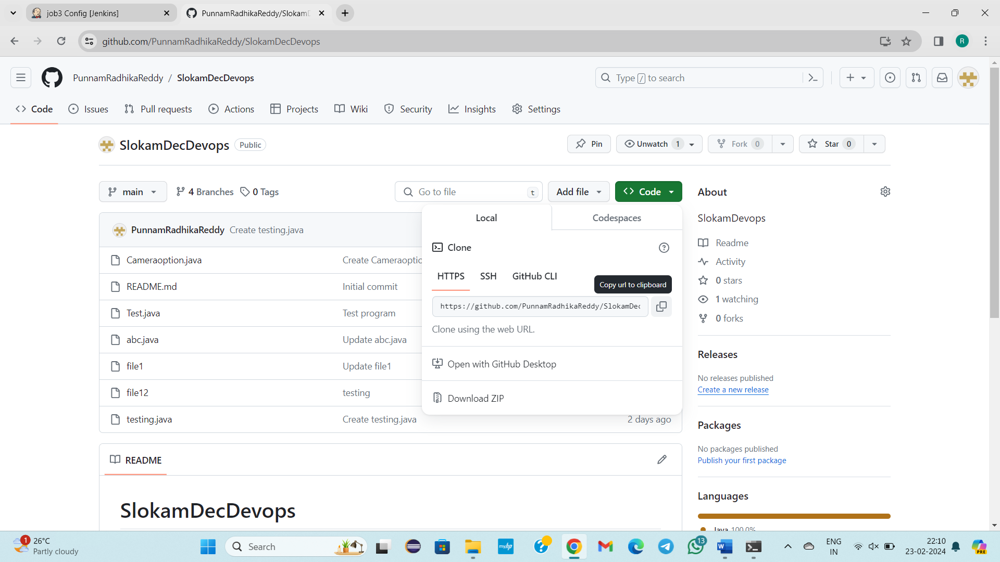 job3 Config [Jenkins]
PunnamRadhikaReddy/SlokamD
github.com/PunnamRadhikaReddy/SlokamDecDevops
R
PunnamRadhikaReddy / SlokamDecDevops
Type / to search
Code
Issues
Pull requests
Actions
Projects
Wiki
Security
Insights
Settings
SlokamDecDevops Public
Pin
Unwatch 1
Fork 0
Star 0
main
4 Branches
0 Tags
Go to file t
Add file
Code
PunnamRadhikaReddy Create testing.java
Cameraoption.java Create Cameraoptio
README.md Initial commit
Test.java Test program
abc.java Update abc.java
file1 Update file1
file12 testing
testing.java Create testing.java 2 days ago
Local
Codespaces
Clone
HTTPS SSH GitHub CLI
Copy url to clipboard
https://github.com/PunnamRadhikaReddy/SlokamDec
Clone using the web URL.
Open with GitHub Desktop
Download ZIP
About
SlokamDevops
Readme
Activity
0 stars
1 watching
0 forks
Releases
No releases published
Create a new release
Packages
No packages published
Publish your first package
Languages
Java 100.0%
README
SlokamDecDevops
1
26°C
Partly cloudy
Search
myhp
13
ENG
IN
22:10
23-02-2024
PRE